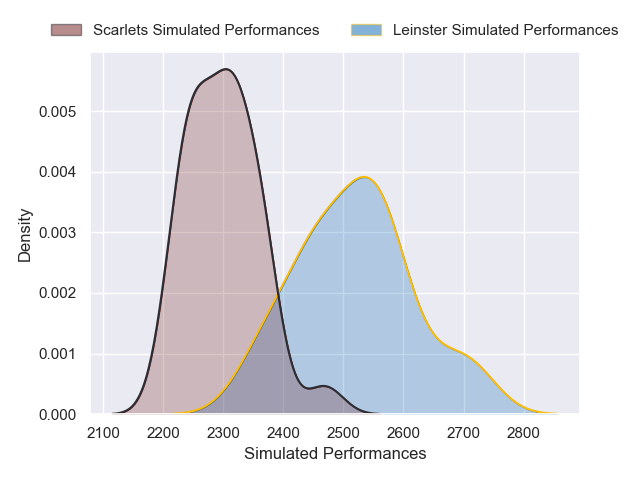 Scarlets Simulated Performances
Leinster Simulated Performances
0.005
0.004
0.003
0.002
0.001
0.000
Density
2100 2200 2300 2400 2500 2600 2700 2800
Simulated Performances